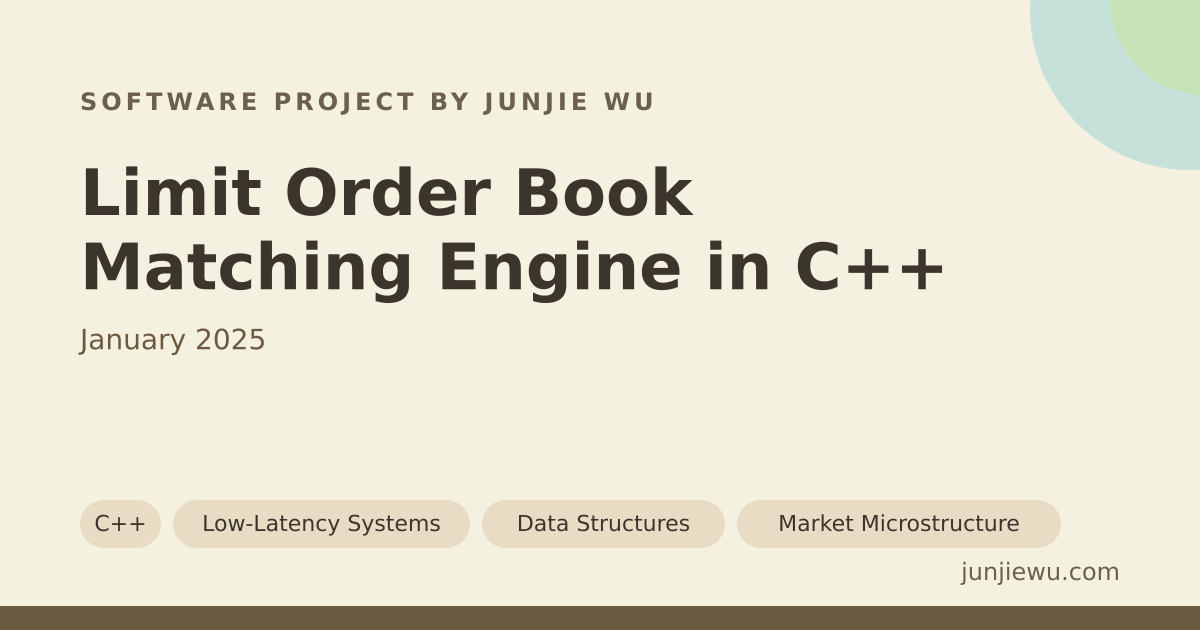 SOFTWARE PROJECT BY JUNJIE WU
Limit Order Book
Matching Engine in C++
January 2025
C++
Low-Latency Systems
Data Structures
Market Microstructure
junjiewu.com